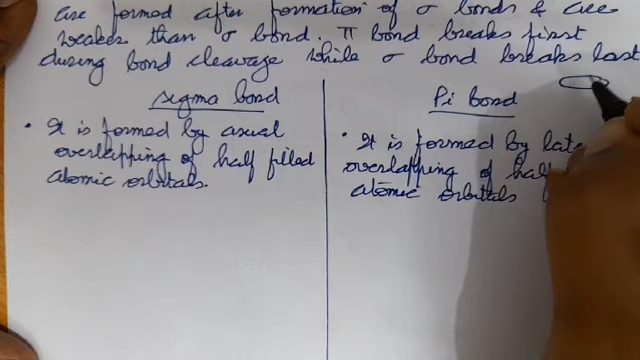 are formed after formation of σ bonds & are
weaker than σ bond. π bond breaks first
during bond cleavage while σ bond breaks last
sigma bond
• It is formed by axial
overlapping of half filled
atomic orbitals.
Pi bond
• It is formed by late
overlapping of half
atomic orbitals